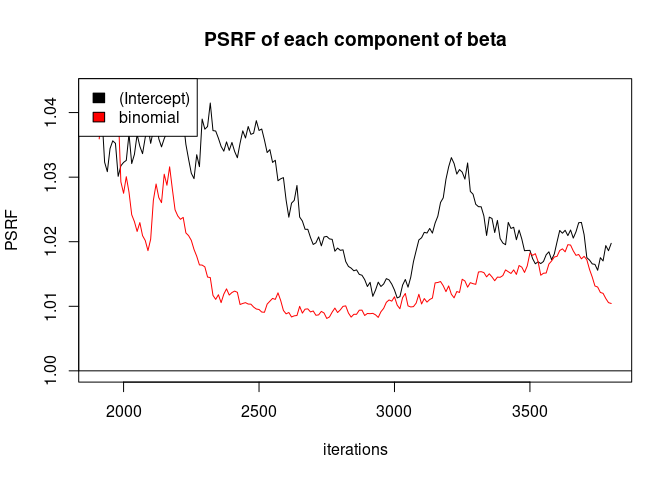 PSRF of each component of beta
(Intercept)
binomial
PSRF
1.04
1.03
1.02
1.01
1.00
2000 2500 3000 3500
iterations